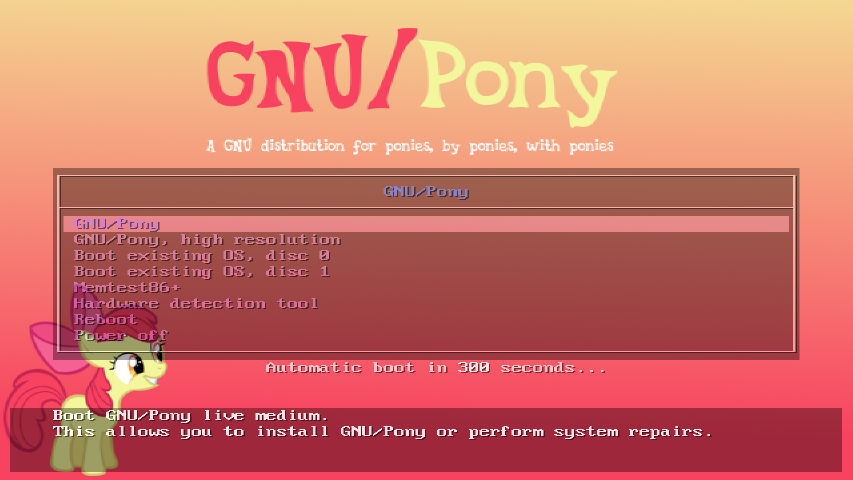 GNU/Pony
A GNU distribution for ponies, by ponies, with ponies
GNU/Pony
GNU/Pony
GNU/Pony, high resolution
Boot existing OS, disc 0
Boot existing OS, disc 1
Memtest86+
Hardware detection tool
Reboot
Power off
Automatic boot in 300 seconds...
Boot GNU/Pony live medium.
This allows you to install GNU/Pony or perform system repairs.